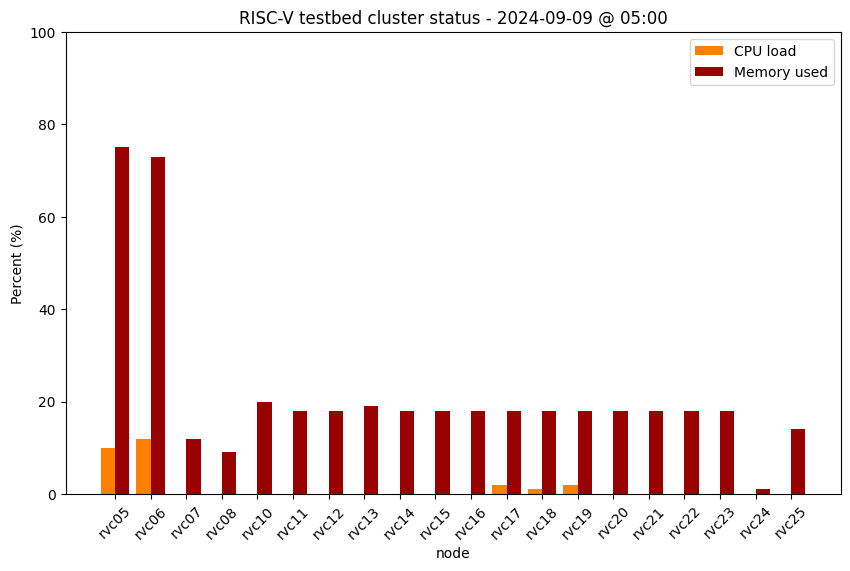 RISC-V testbed cluster status - 2024-09-09 @ 05:00
CPU load
Memory used
Percent (%)
100
80
60
40
20
0
rvc05 rvc06 rvc07 rvc08 rvc10 rvc11 rvc12 rvc13 rvc14 rvc15 rvc16 rvc17 rvc18 rvc19 rvc20 rvc21 rvc22 rvc23 rvc24 rvc25
node